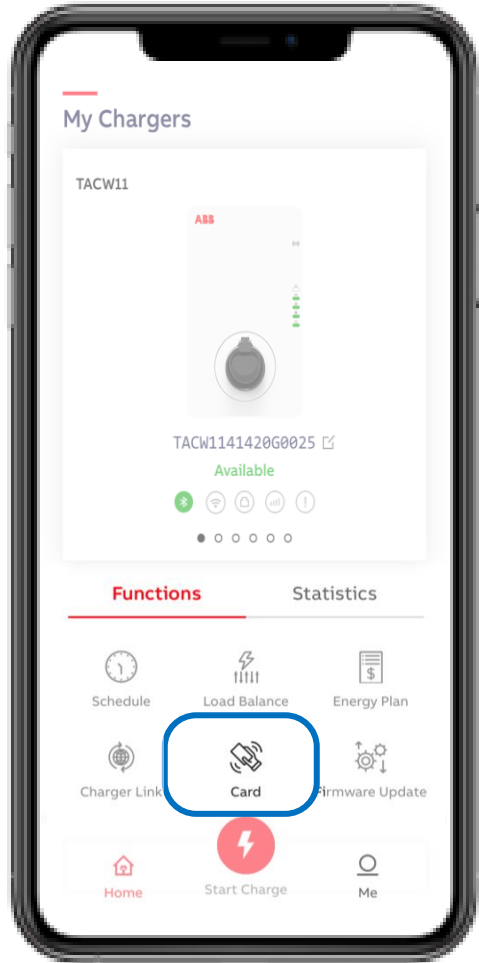 My Chargers
TACW11
ABB
TACW1141420G0025
Available
Functions Statistics
Schedule Load Balance Energy Plan
Charger Link Card Firmware Update
Home Start Charge Me